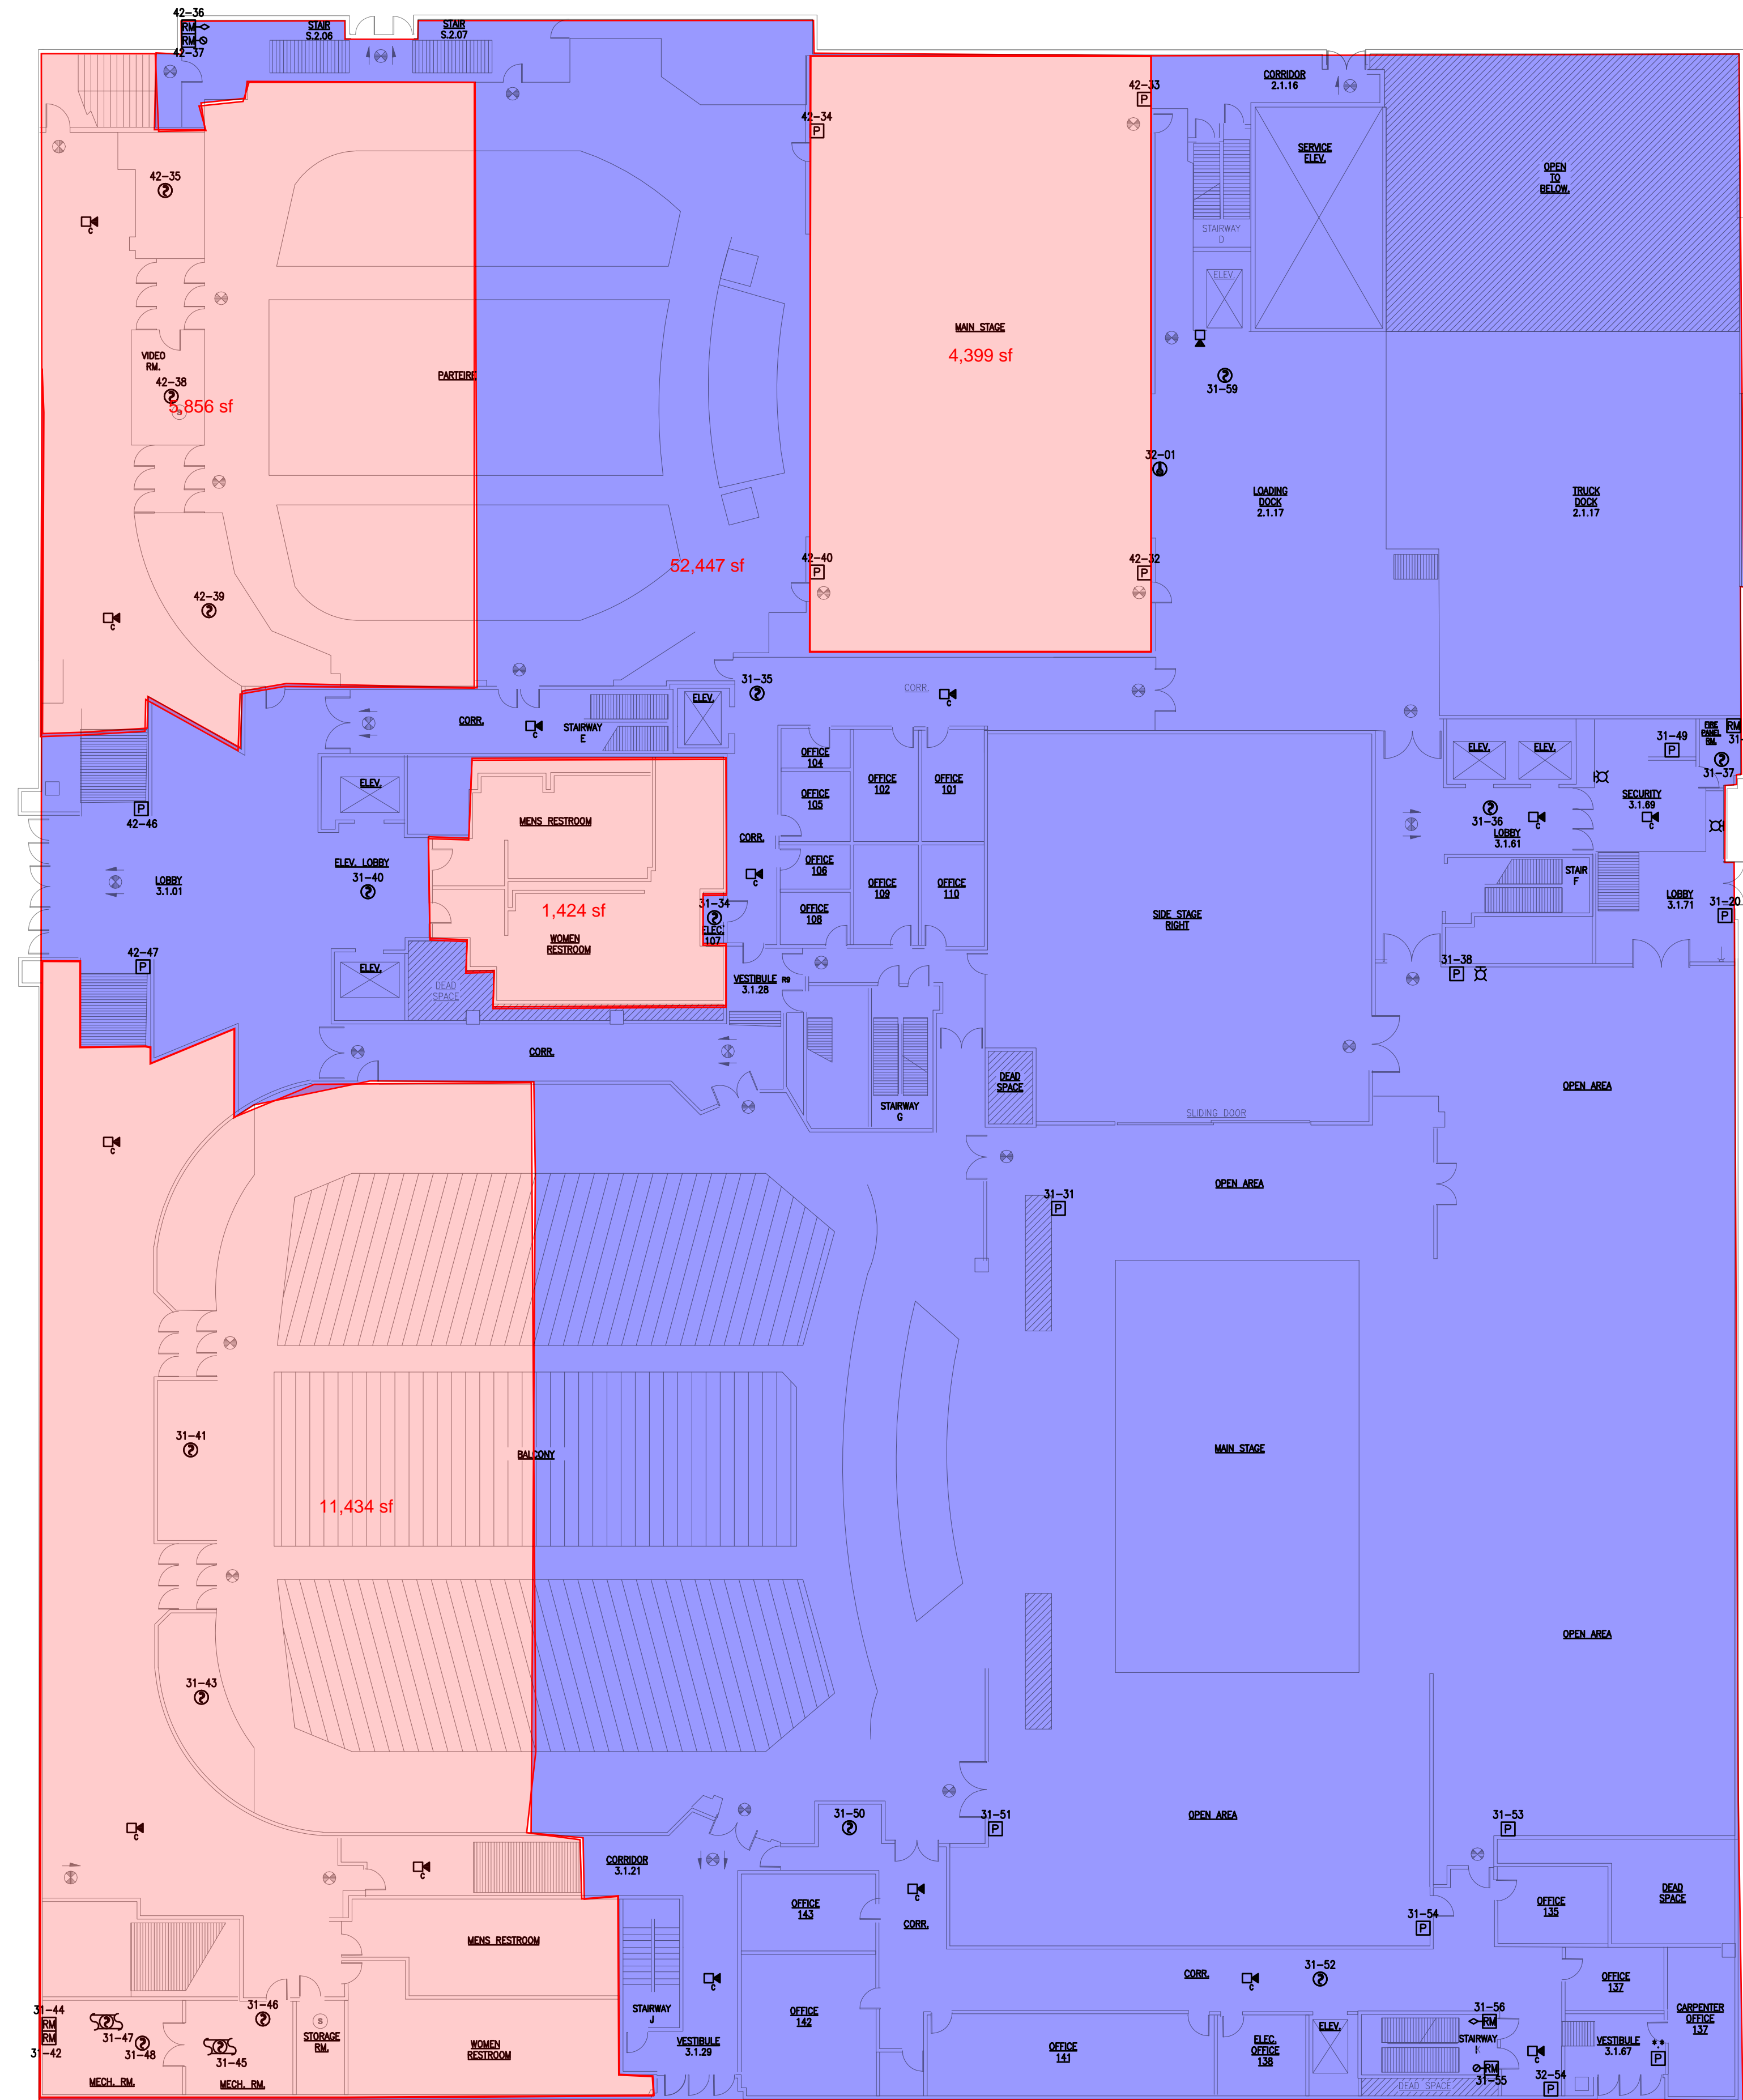 42-36
RM
RM
42-37
STAIR
S.2.06
STAIR
S.2.07
CORRIDOR
2.1.16
42-33
P
42-34
P
SERVICE
ELEV.
OPEN
TO
BELOW.
42-35
C
STAIRWAY
D
ELEV.
MAIN STAGE
4,399 sf
VIDEO
RM.
PARTEIRE
42-38
5,856 sf
S
31-59
32-01
LOADING
DOCK
2.1.17
TRUCK
DOCK
2.1.17
52,447 sf
42-40
P
42-32
P
42-39
C
31-35
CORR.
C
ELEV.
CORR.
C
STAIRWAY
E
FIRE
PANEL
RM.
RM
31-
31-49
P
31-37
OFFICE
104
OFFICE
102
OFFICE
101
ELEV.
ELEV.
ELEV.
OFFICE
105
SECURITY
3.1.69
C
42-46
P
MENS RESTROOM
31-36
LOBBY
3.1.61
C
CORR.
C
OFFICE
106
ELEV. LOBBY
31-40
LOBBY
3.1.01
OFFICE
109
OFFICE
110
STAIR
F
LOBBY
3.1.71
31-20
P
1,424 sf
31-34
ELEC.
107
OFFICE
108
SIDE STAGE
RIGHT
WOMEN
RESTROOM
42-47
P
ELEV.
DEAD
SPACE
VESTIBULE R9
3.1.28
31-38
P
CORR.
DEAD
SPACE
OPEN AREA
STAIRWAY
G
SLIDING DOOR
C
OPEN AREA
31-31
P
31-41
BALCONY
MAIN STAGE
11,434 sf
OPEN AREA
31-43
31-50
31-51
P
OPEN AREA
31-53
P
C
C
CORRIDOR
3.1.21
C
OFFICE
143
CORR.
31-54
P
OFFICE
135
DEAD
SPACE
MENS RESTROOM
CORR.
C
31-52
C
OFFICE
137
31-44
RM
RM
31-42
31-47
31-48
31-46
31-45
S
STORAGE
RM.
MECH. RM.
MECH. RM.
WOMEN
RESTROOM
STAIRWAY
J
VESTIBULE
3.1.29
OFFICE
142
OFFICE
141
ELEC.
OFFICE
138
ELEV.
31-56
RM
STAIRWAY
K
RM
31-55
C
32-54
P
VESTIBULE
3.1.67
**
P
CARPENTER
OFFICE
137
DEAD SPACE